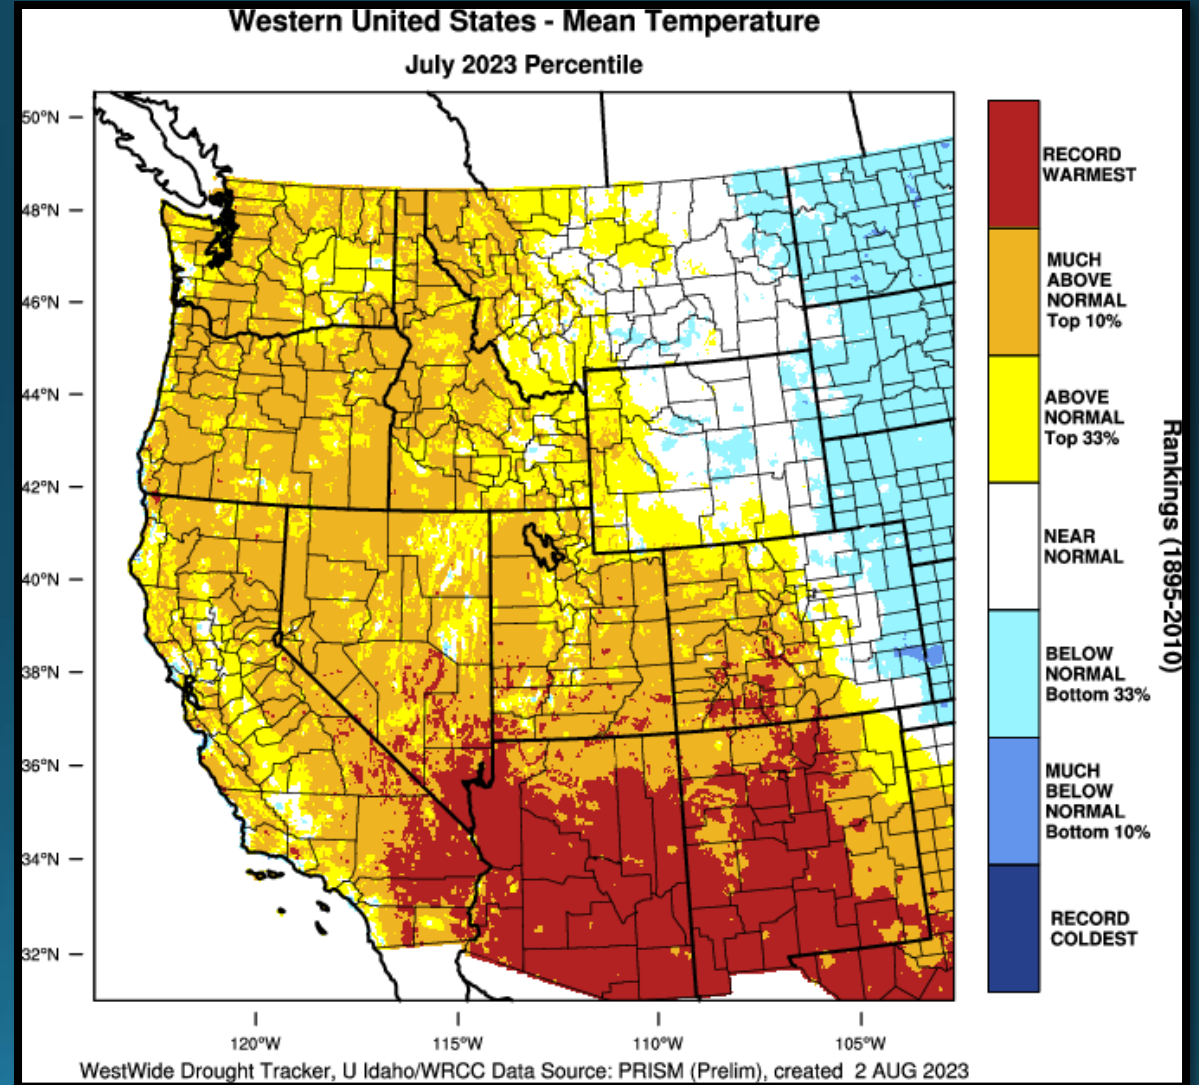 Western United States - Mean Temperature
July 2023 Percentile
50°N
48°N
46°N
44°N
42°N
40°N
38°N
36°N
34°N
32°N
120°W
115°W
110°W
105°W
RECORD
WARMEST
MUCH
ABOVE
NORMAL
Top 10%
ABOVE
NORMAL
Top 33%
NEAR
NORMAL
BELOW
NORMAL
Bottom 33%
MUCH
BELOW
NORMAL
Bottom 10%
RECORD
COLDEST
Rankings (1895-2010)
WestWide Drought Tracker, U Idaho/WRCC Data Source: PRISM (Prelim), created 2 AUG 2023